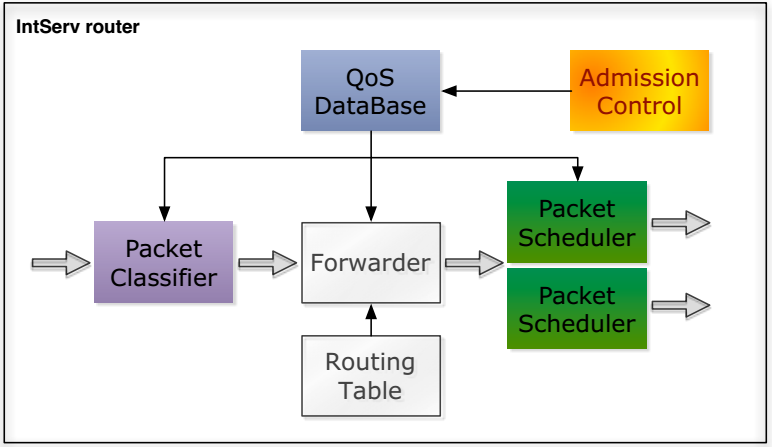 IntServ router
QoS
DataBase
Admission
Control
Packet
Classifier
Forwarder
Packet
Scheduler
Packet
Scheduler
Routing
Table